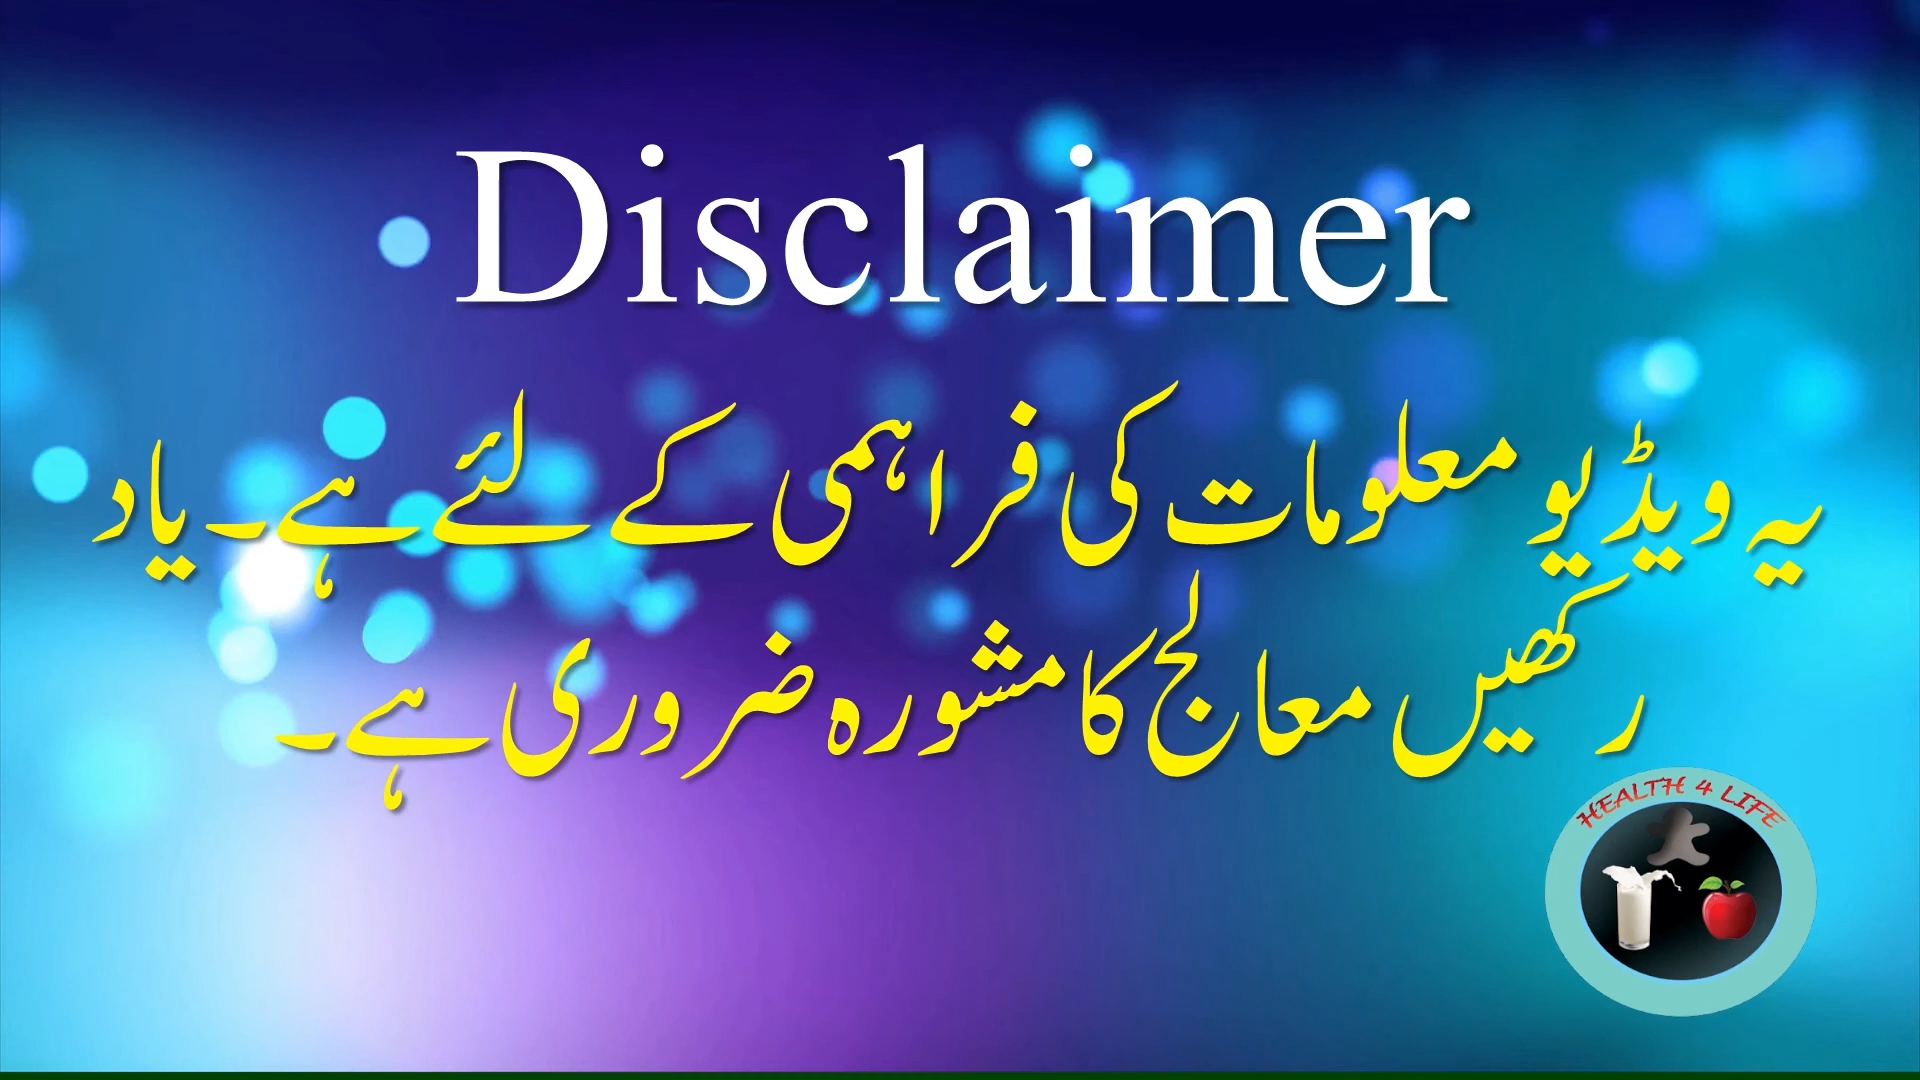 Disclaimer
یہ ویڈیو معلومات کی فراہمی کے لئے ہے۔ یاد
رکھیں معالج کا مشورہ ضروری ہے۔
HEALTH 4 LIFE